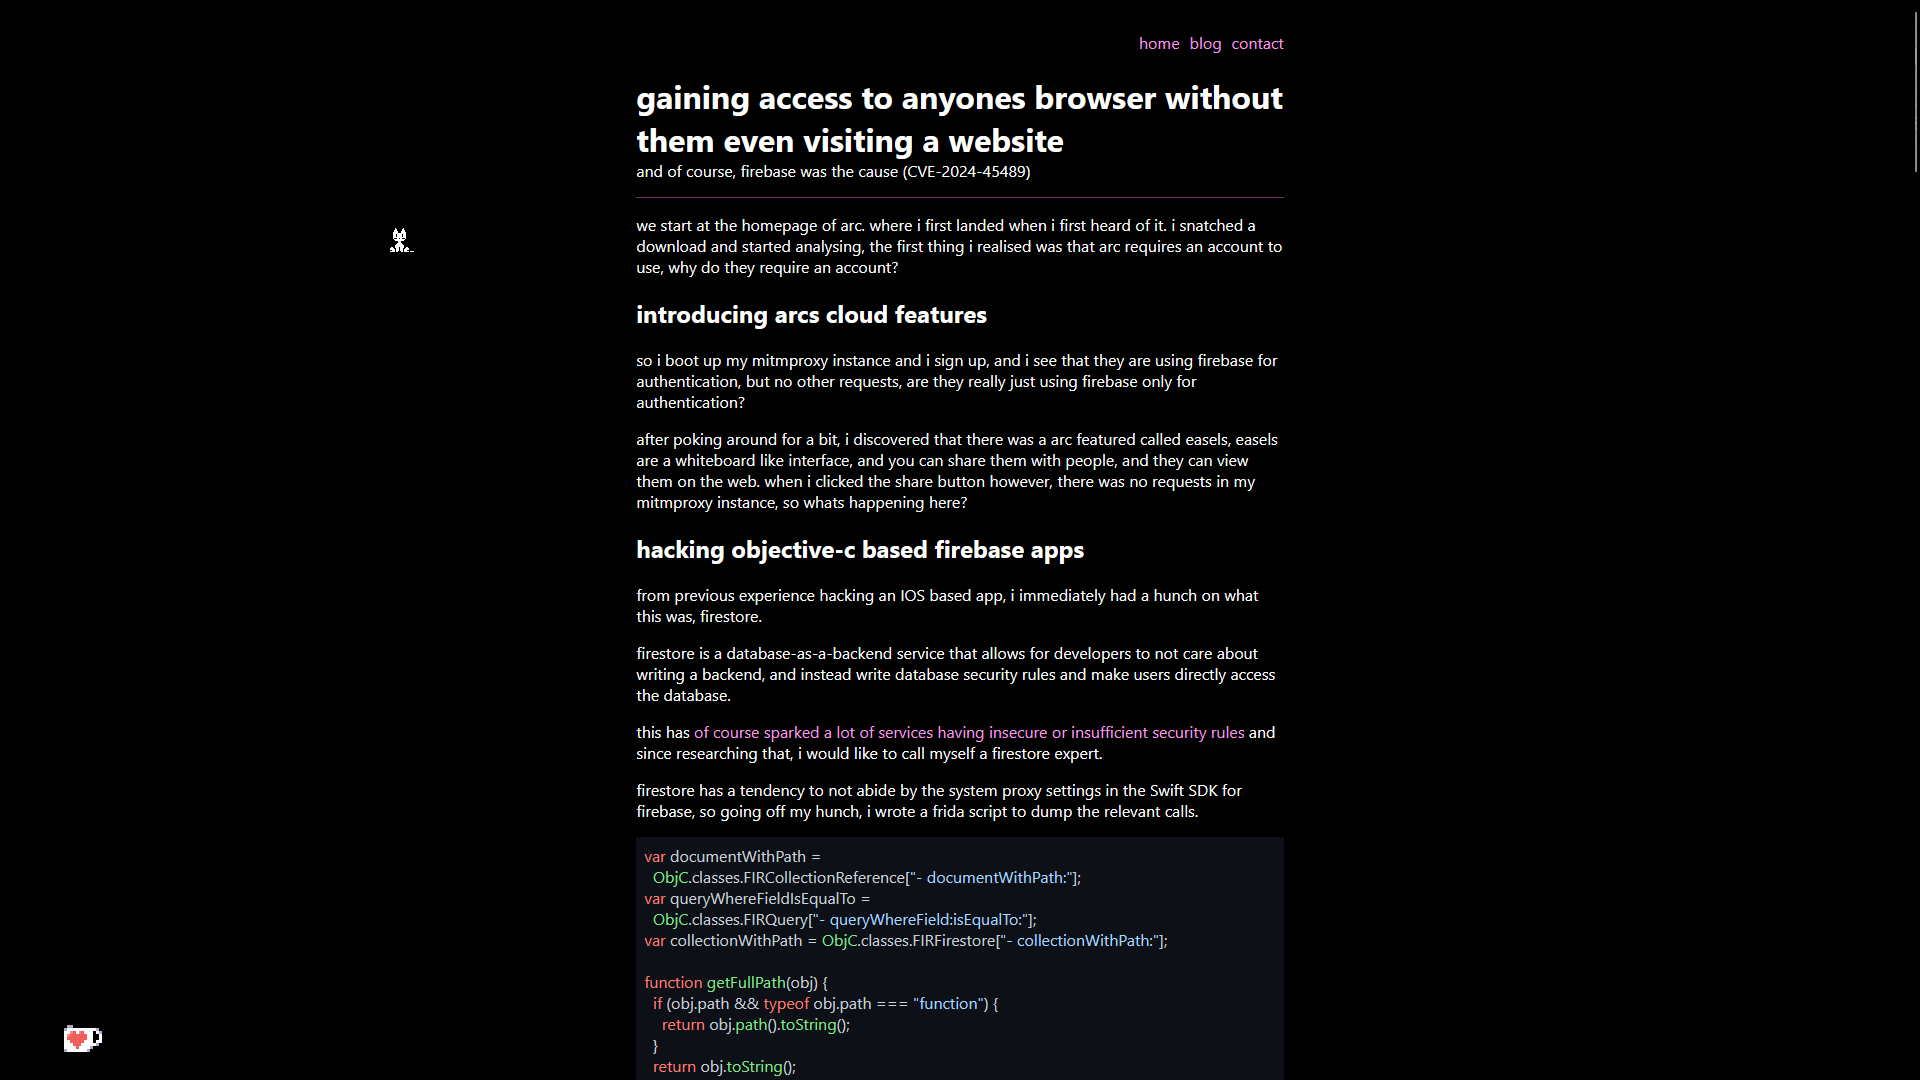 home blog contact
gaining access to anyones browser without
them even visiting a website
and of course, firebase was the cause (CVE-2024-45489)
we start at the homepage of arc. where i first landed when i first heard of it. i snatched a
download and started analysing, the first thing i realised was that arc requires an account to
use, why do they require an account?
introducing arcs cloud features
so i boot up my mitmproxy instance and i sign up, and i see that they are using firebase for
authentication, but no other requests, are they really just using firebase only for
authentication?
after poking around for a bit, i discovered that there was a arc featured called easels, easels
are a whiteboard like interface, and you can share them with people, and they can view
them on the web. when i clicked the share button however, there was no requests in my
mitmproxy instance, so whats happening here?
hacking objective-c based firebase apps
from previous experience hacking an IOS based app, i immediately had a hunch on what
this was, firestore.
firestore is a database-as-a-backend service that allows for developers to not care about
writing a backend, and instead write database security rules and make users directly access
the database.
this has of course sparked a lot of services having insecure or insufficient security rules and
since researching that, i would like to call myself a firestore expert.
firestore has a tendency to not abide by the system proxy settings in the Swift SDK for
firebase, so going off my hunch, i wrote a frida script to dump the relevant calls.
var documentWithPath =
  ObjC.classes.FIRCollectionReference["- documentWithPath:"];
var queryWhereFieldIsEqualTo =
  ObjC.classes.FIRQuery["- queryWhereField:isEqualTo:"];
var collectionWithPath = ObjC.classes.FIRFirestore["- collectionWithPath:"];
function getFullPath(obj) {
  if (obj.path && typeof obj.path === "function") {
    return obj.path().toString();
  }
  return obj.toString();